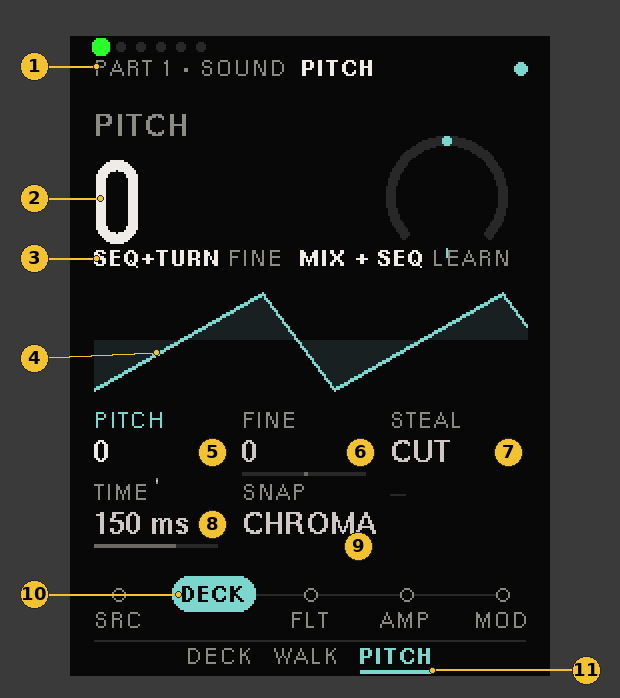 1 PART 1 · SOUND PITCH
PITCH
2 0
3 SEQ+TURN FINE MIX + SEQ LEARN
4
PITCH FINE STEAL
0 5 0 6 CUT 7
TIME SNAP —
150 ms 8 CHROMA
9
10 DECK
SRC FLT AMP MOD
DECK WALK PITCH
11